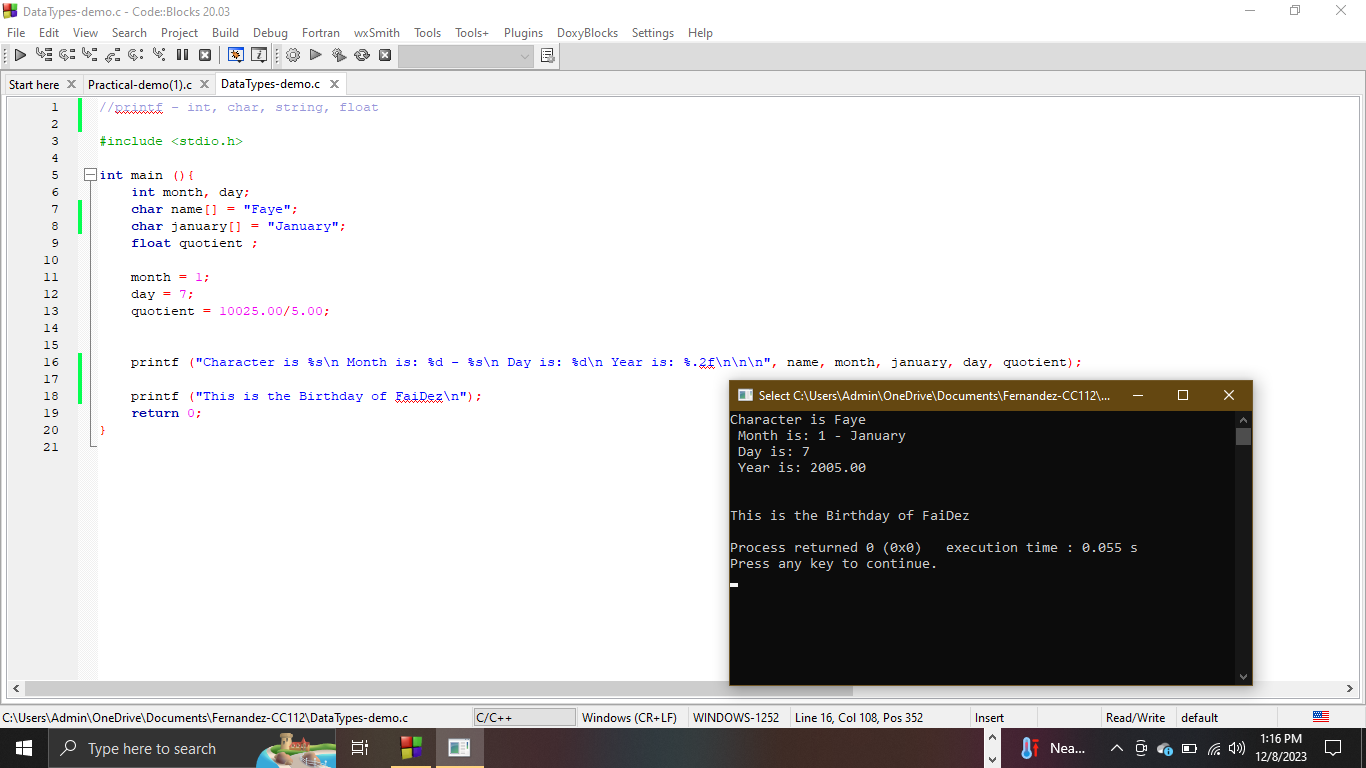 DataTypes-demo.c - Code::Blocks 20.03
File Edit View Search Project Build Debug Fortran wxSmith Tools Tools+ Plugins DoxyBlocks Settings Help
Start here Practical-demo(1).c DataTypes-demo.c
1 //printf - int, char, string, float
2
3 #include <stdio.h>
4
5 int main (){
6 int month, day;
7 char name[] = "Faye";
8 char january[] = "January";
9 float quotient ;
10
11 month = 1;
12 day = 7;
13 quotient = 10025.00/5.00;
14
15
16 printf ("Character is %s\n Month is: %d - %s\n Day is: %d\n Year is: %.2f\n\n\n", name, month, january, day, quotient);
17
18 printf ("This is the Birthday of FaiDez\n");
19 return 0;
20 }
21
Select C:\Users\Admin\OneDrive\Documents\Fernandez-CC112\...
Character is Faye
Month is: 1 - January
Day is: 7
Year is: 2005.00
This is the Birthday of FaiDez
Process returned 0 (0x0) execution time : 0.055 s
Press any key to continue.
C:\Users\Admin\OneDrive\Documents\Fernandez-CC112\DataTypes-demo.c C/C++ Windows (CR+LF) WINDOWS-1252 Line 16, Col 108, Pos 352 Insert Read/Write default
Type here to search
Nea...
1:16 PM
12/8/2023